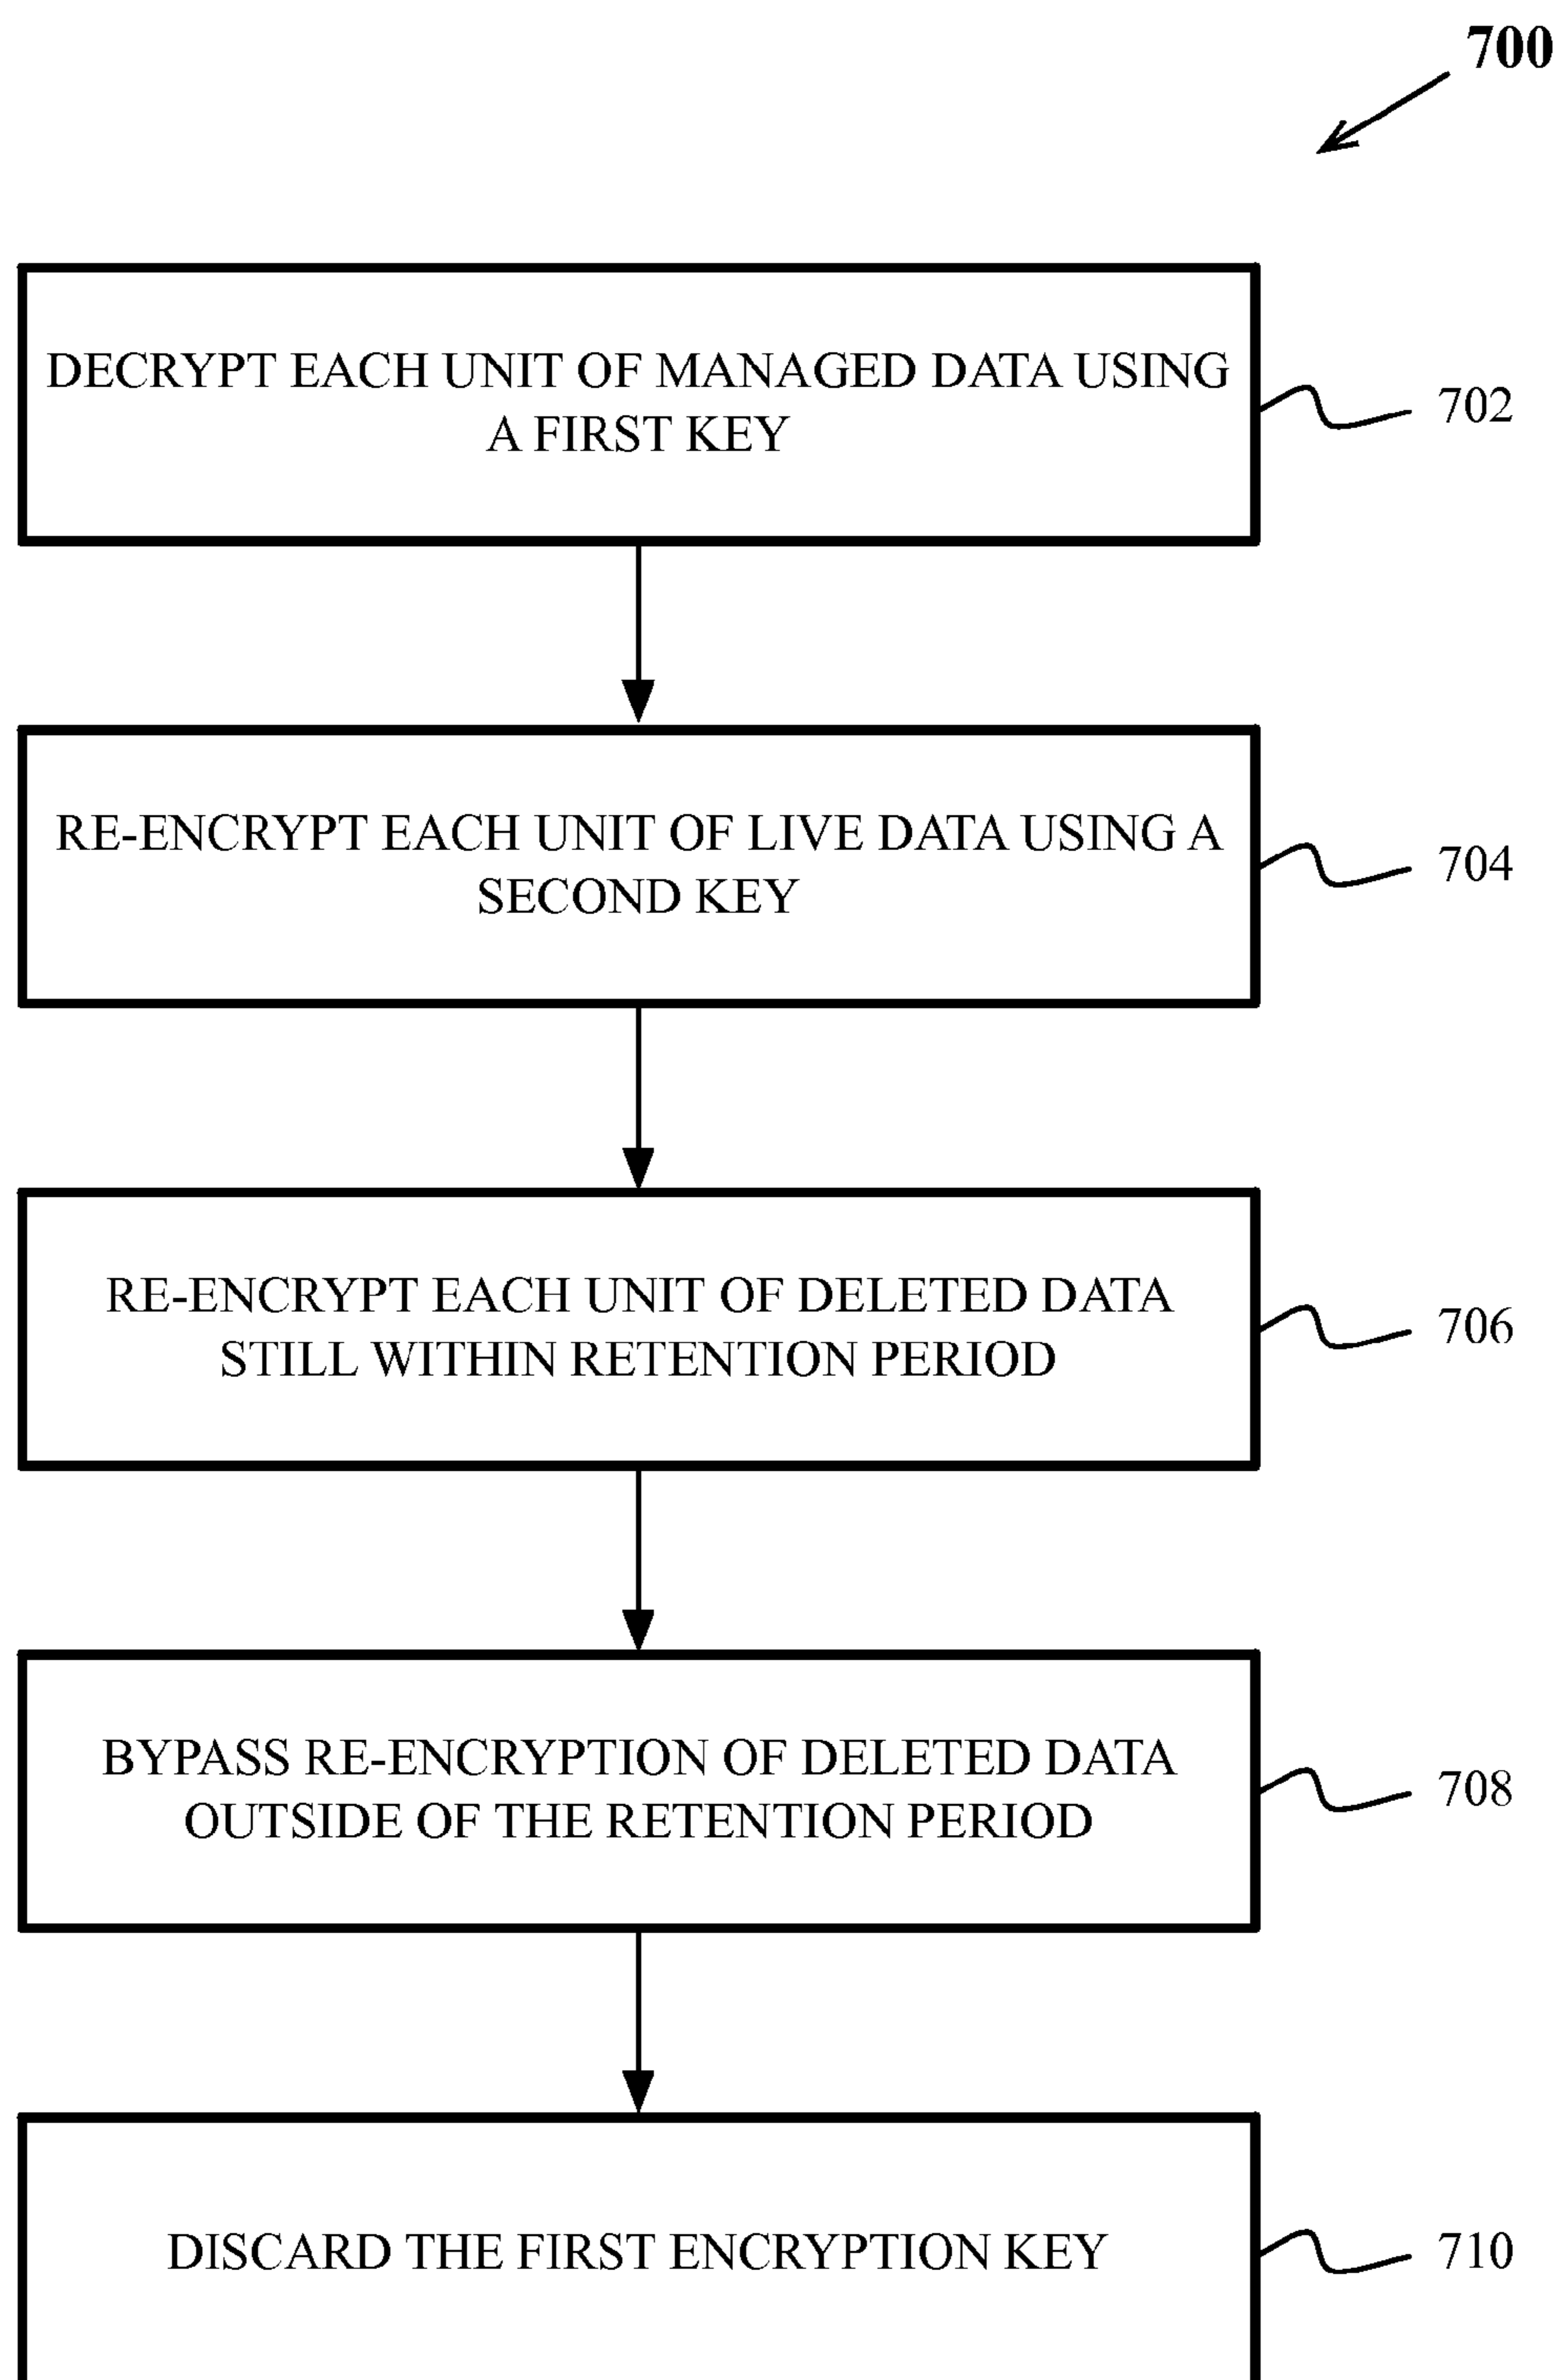 700
DECRYPT EACH UNIT OF MANAGED DATA USING
A FIRST KEY
702
RE-ENCRYPT EACH UNIT OF LIVE DATA USING A
SECOND KEY
704
RE-ENCRYPT EACH UNIT OF DELETED DATA
STILL WITHIN RETENTION PERIOD
706
BYPASS RE-ENCRYPTION OF DELETED DATA
OUTSIDE OF THE RETENTION PERIOD
708
DISCARD THE FIRST ENCRYPTION KEY
710